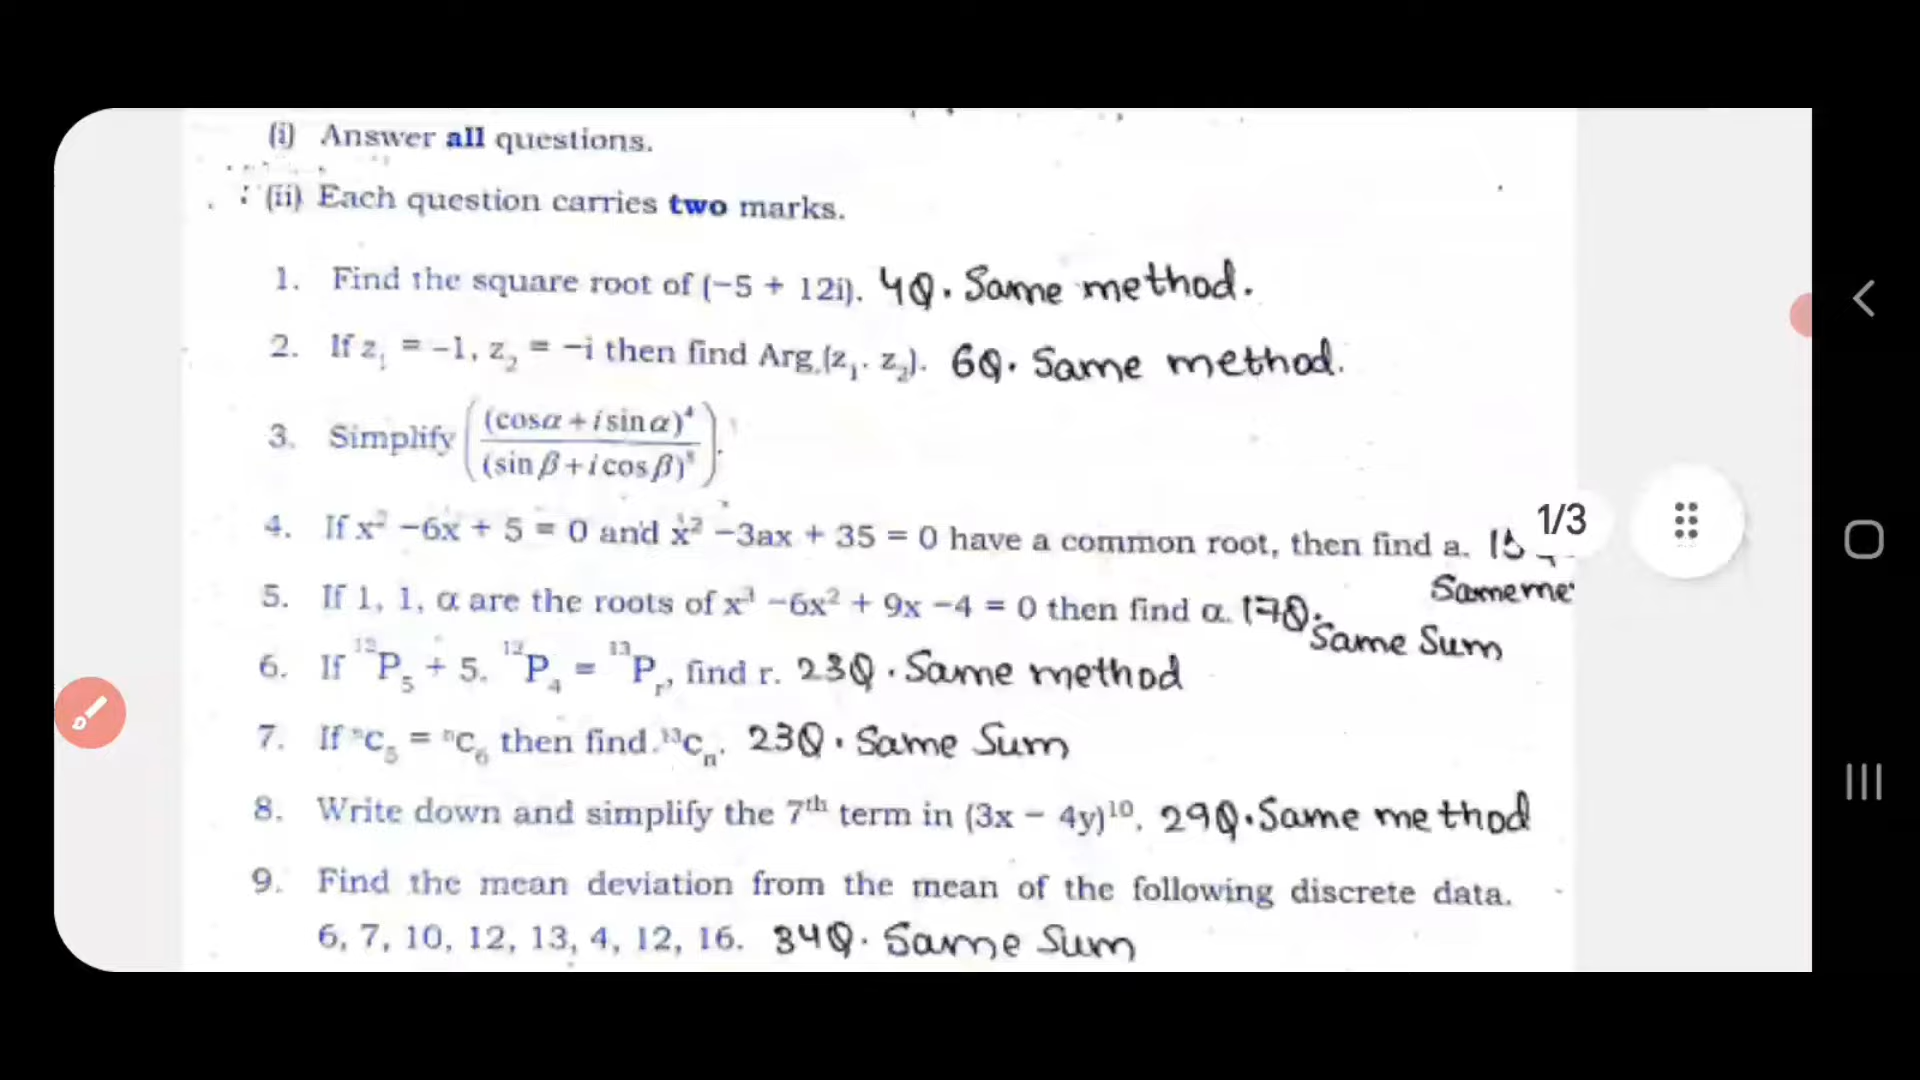 (i) Answer all questions.
(ii) Each question carries two marks.
1. Find the square root of (−5 + 12i). 4Q. Same method.
2. If z₁ = −1, z₂ = −i then find Arg (z₁. z₂). 6Q. Same method.
3. Simplify ((cosα + i sin α)⁴ / (sin β + i cos β)⁸).
4. If x² −6x + 5 = 0 and x² −3ax + 35 = 0 have a common root, then find a.
1/3
Same me
5. If 1, 1, α are the roots of x³ −6x² + 9x −4 = 0 then find α. 17Q.
Same Sum
6. If ¹²P₅ + 5. ¹²P₄ = ¹³Pᵣ, find r. 23Q. Same method
7. If ⁿC₅ = ⁿC₆ then find ¹³Cₙ. 23Q. Same Sum
8. Write down and simplify the 7th term in (3x − 4y)¹⁰. 29Q. Same method
9. Find the mean deviation from the mean of the following discrete data.
6, 7, 10, 12, 13, 4, 12, 16. 34Q. Same Sum